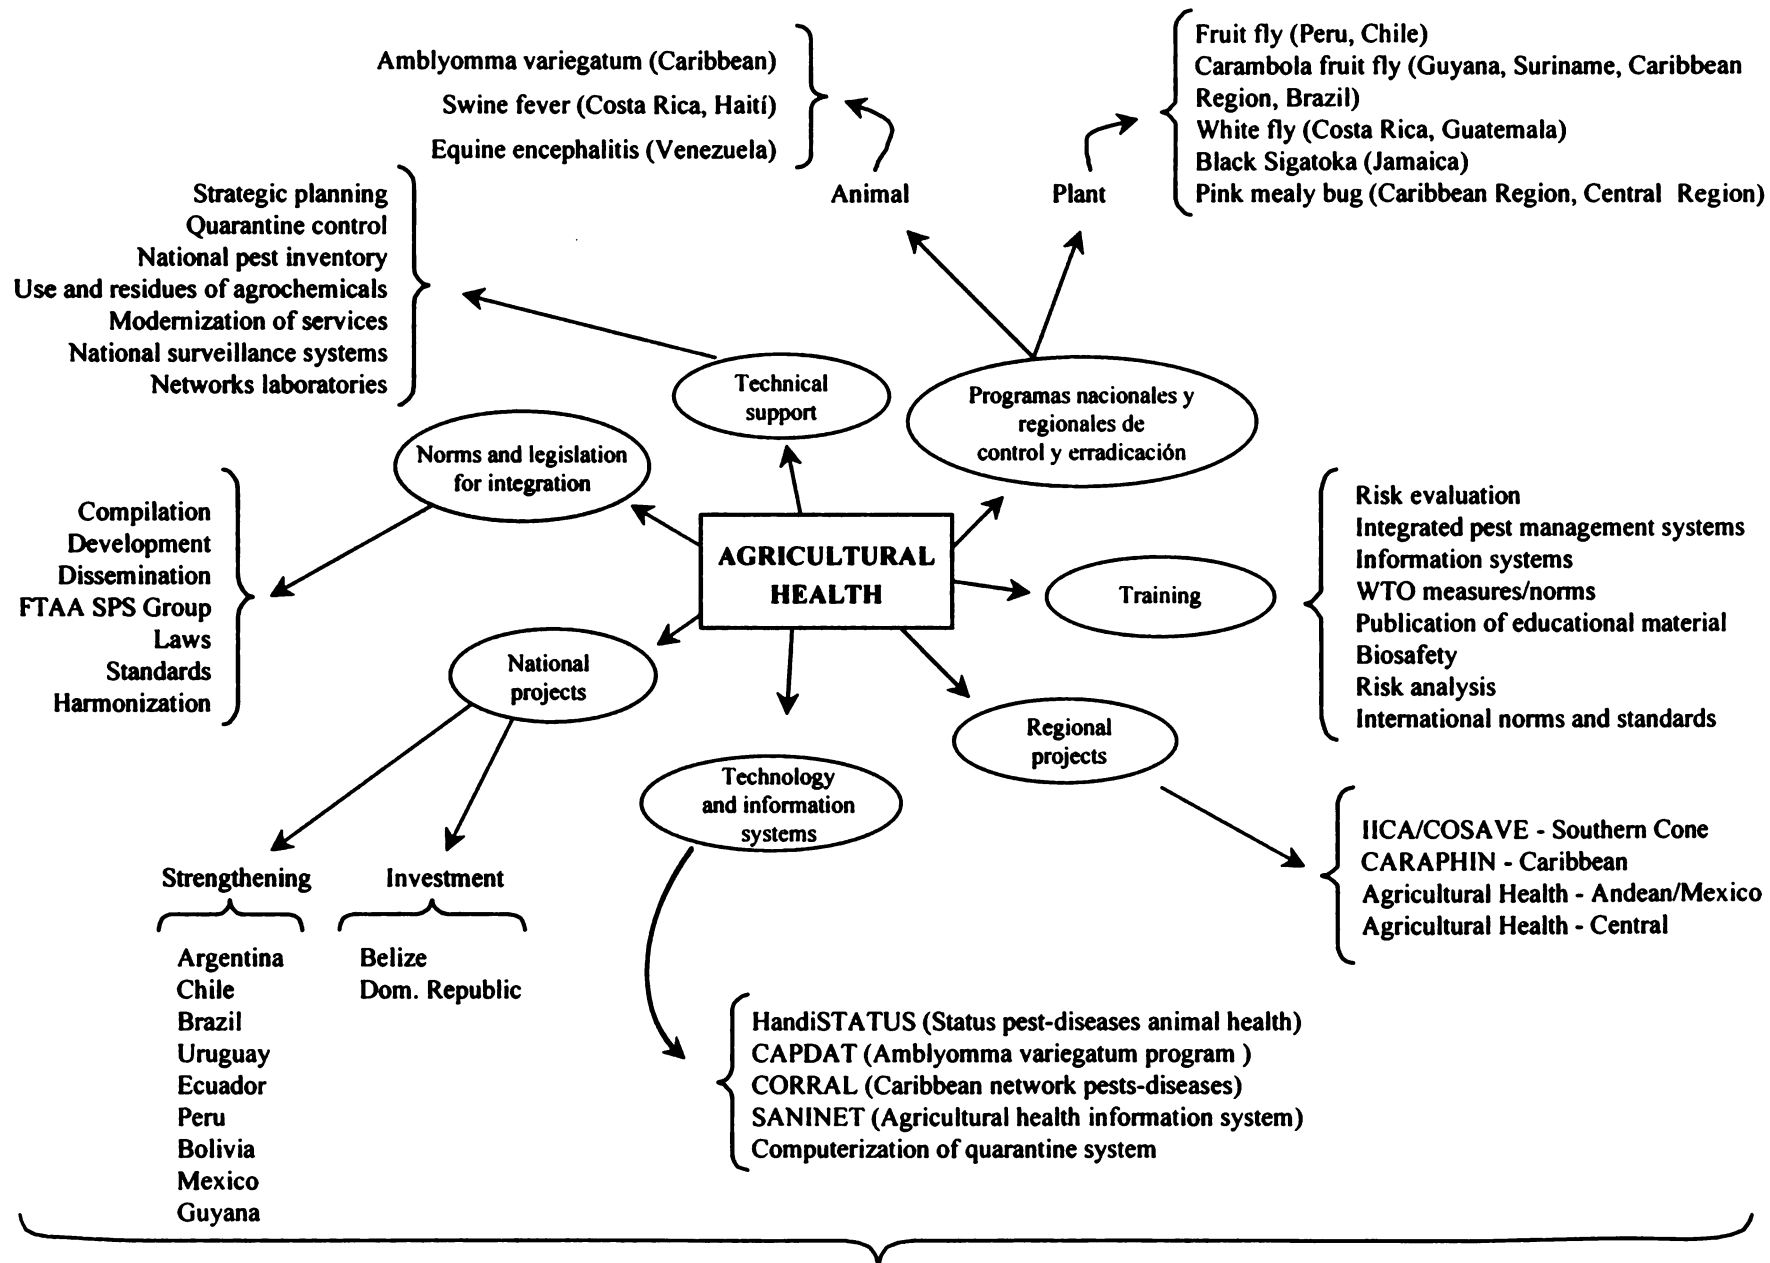 Amblyomma variegatum (Caribbean)
Swine fever (Costa Rica, Haití)
Equine encephalitis (Venezuela)
Animal
Fruit fly (Peru, Chile)
Carambola fruit fly (Guyana, Suriname, Caribbean
Region, Brazil)
White fly (Costa Rica, Guatemala)
Black Sigatoka (Jamaica)
Pink mealy bug (Caribbean Region, Central Region)
Plant
Strategic planning
Quarantine control
National pest inventory
Use and residues of agrochemicals
Modernization of services
National surveillance systems
Networks laboratories
Technical
support
Programas nacionales y
regionales de
control y erradicación
Norms and legislation
for integration
Compilation
Development
Dissemination
FTAA SPS Group
Laws
Standards
Harmonization
AGRICULTURAL
HEALTH
Training
Risk evaluation
Integrated pest management systems
Information systems
WTO measures/norms
Publication of educational material
Biosafety
Risk analysis
International norms and standards
National
projects
Regional
projects
Technology
and information
systems
IICA/COSAVE - Southern Cone
CARAPHIN - Caribbean
Agricultural Health - Andean/Mexico
Agricultural Health - Central
Strengthening
Argentina
Chile
Brazil
Uruguay
Ecuador
Peru
Bolivia
Mexico
Guyana
Investment
Belize
Dom. Republic
HandiSTATUS (Status pest-diseases animal health)
CAPDAT (Amblyomma variegatum program )
CORRAL (Caribbean network pests-diseases)
SANINET (Agricultural health information system)
Computerization of quarantine system